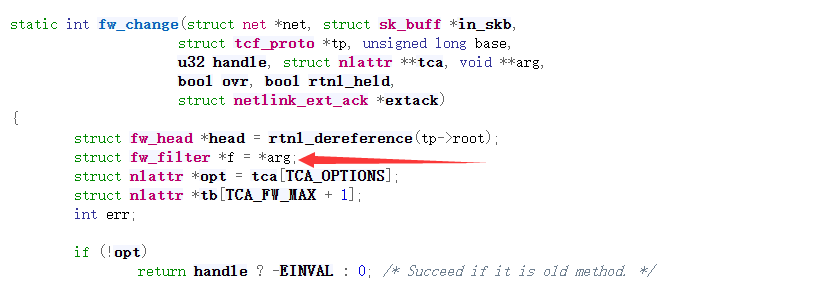 static int fw_change(struct net *net, struct sk_buff *in_skb,
struct tcf_proto *tp, unsigned long base,
u32 handle, struct nlattr **tca, void **arg,
bool ovr, bool rtnl_held,
struct netlink_ext_ack *extack)
{
struct fw_head *head = rtnl_dereference(tp->root);
struct fw_filter *f = *arg;
struct nlattr *opt = tca[TCA_OPTIONS];
struct nlattr *tb[TCA_FW_MAX + 1];
int err;
if (!opt)
return handle ? -EINVAL : 0; /* Succeed if it is old method. */